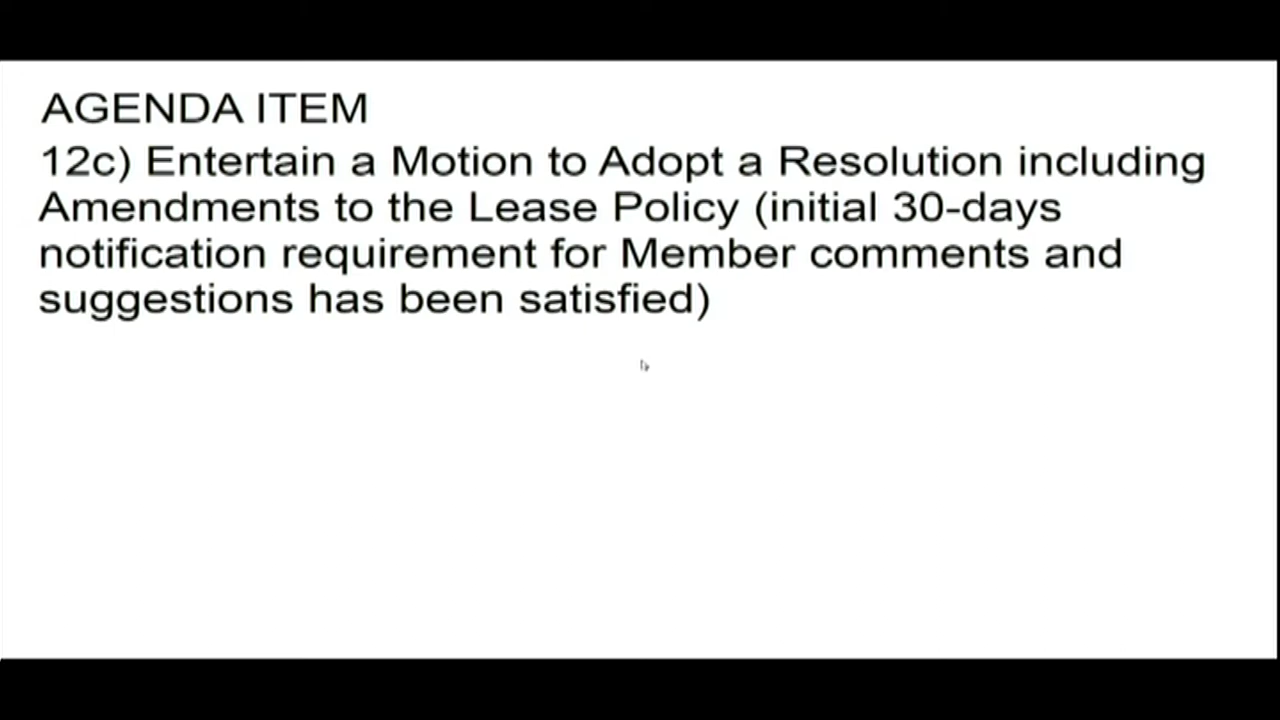 AGENDA ITEM
12c) Entertain a Motion to Adopt a Resolution including
Amendments to the Lease Policy (initial 30-days
notification requirement for Member comments and
suggestions has been satisfied)